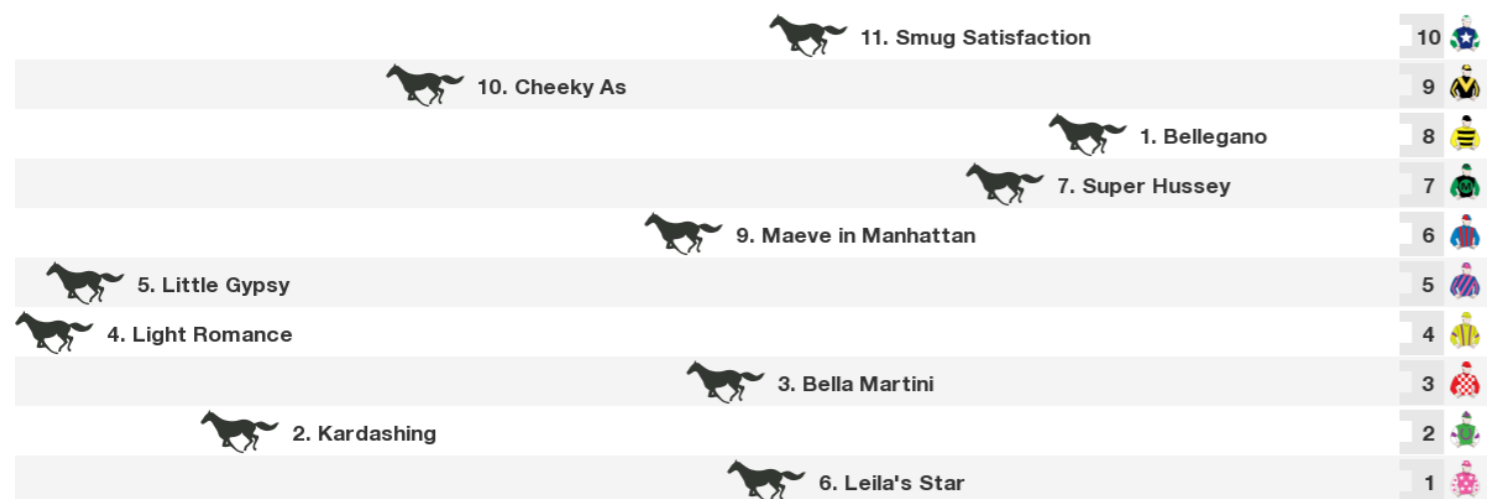 11. Smug Satisfaction 10
10. Cheeky As 9
1. Bellegano 8
7. Super Hussey 7
M
9. Maeve in Manhattan 6
5. Little Gypsy 5
4. Light Romance 4
3. Bella Martini 3
2. Kardashing 2
6. Leila's Star 1